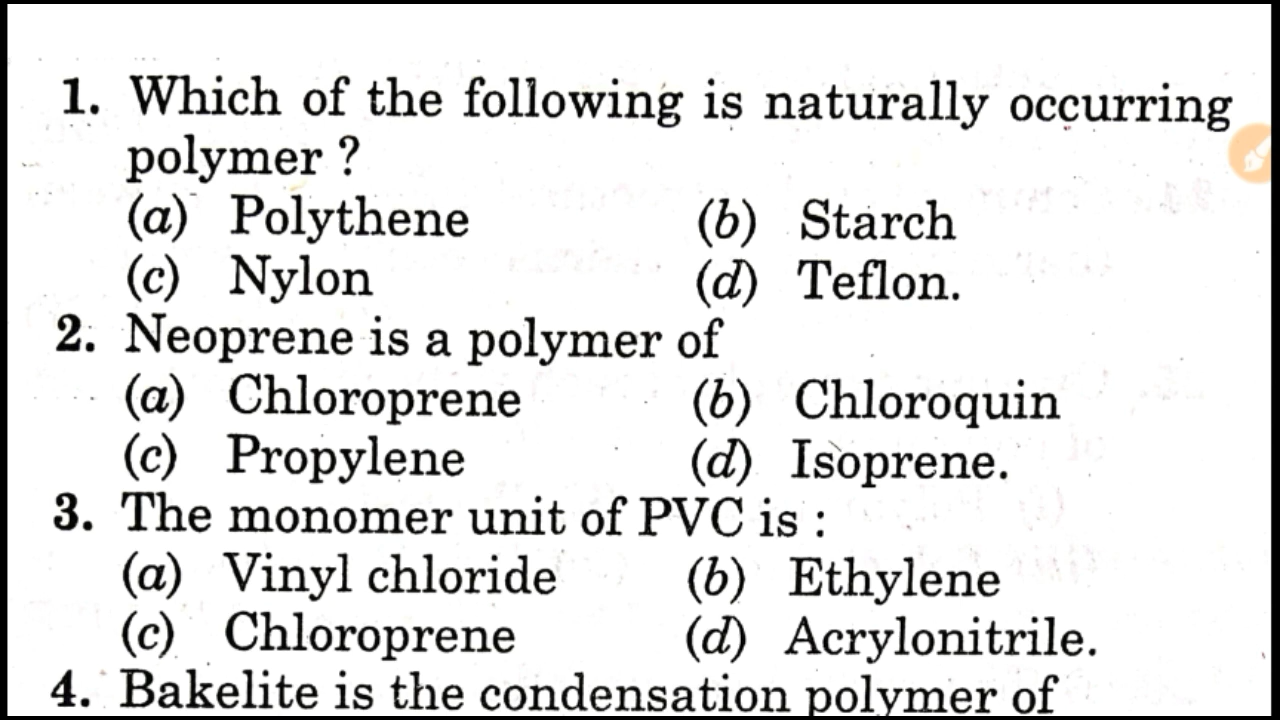 1. Which of the following is naturally occurring
polymer ?
(a) Polythene (b) Starch
(c) Nylon (d) Teflon.
2. Neoprene is a polymer of
(a) Chloroprene (b) Chloroquin
(c) Propylene (d) Isoprene.
3. The monomer unit of PVC is :
(a) Vinyl chloride (b) Ethylene
(c) Chloroprene (d) Acrylonitrile.
4. Bakelite is the condensation polymer of